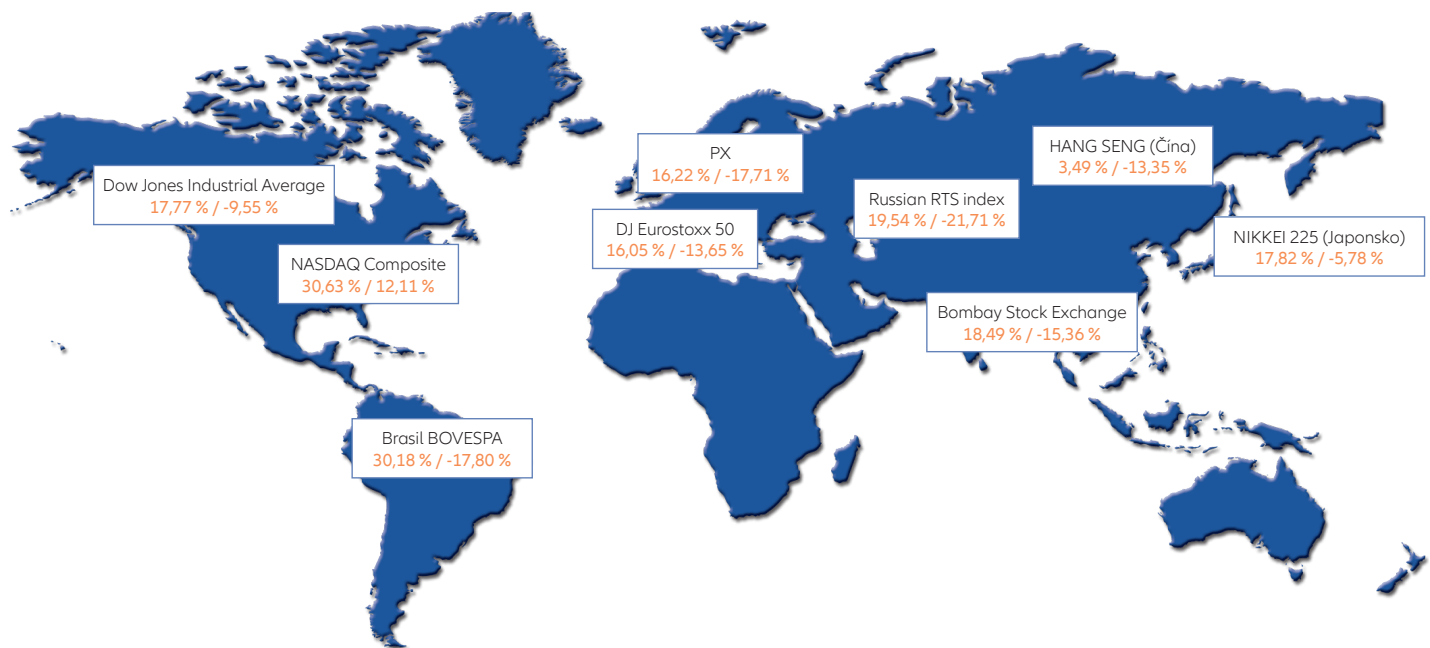 Dow Jones Industrial Average
17,77 % / -9,55 %
NASDAQ Composite
30,63 % / 12,11 %
Brasil BOVESPA
30,18 % / -17,80 %
PX
16,22 % / -17,71 %
DJ Eurostoxx 50
16,05 % / -13,65 %
Russian RTS index
19,54 % / -21,71 %
HANG SENG (Čína)
3,49 % / -13,35 %
NIKKEI 225 (Japonsko)
17,82 % / -5,78 %
Bombay Stock Exchange
18,49 % / -15,36 %